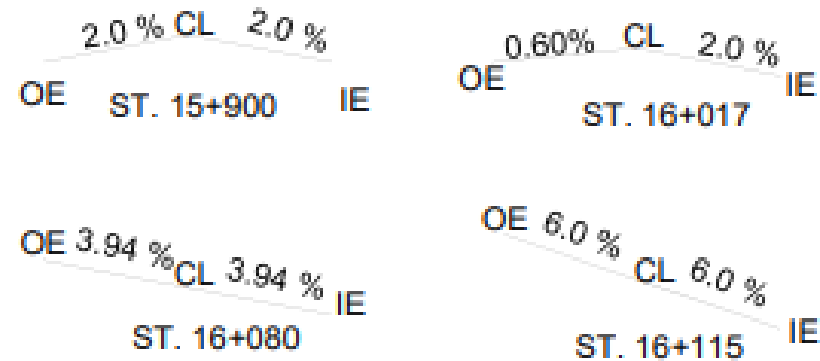 2.0 % CL 2.0 %
OE IE
ST. 15+900
0.60% CL 2.0 %
OE IE
ST. 16+017
OE 3.94 % CL 3.94 % IE
ST. 16+080
OE 6.0 % CL 6.0 % IE
ST. 16+115